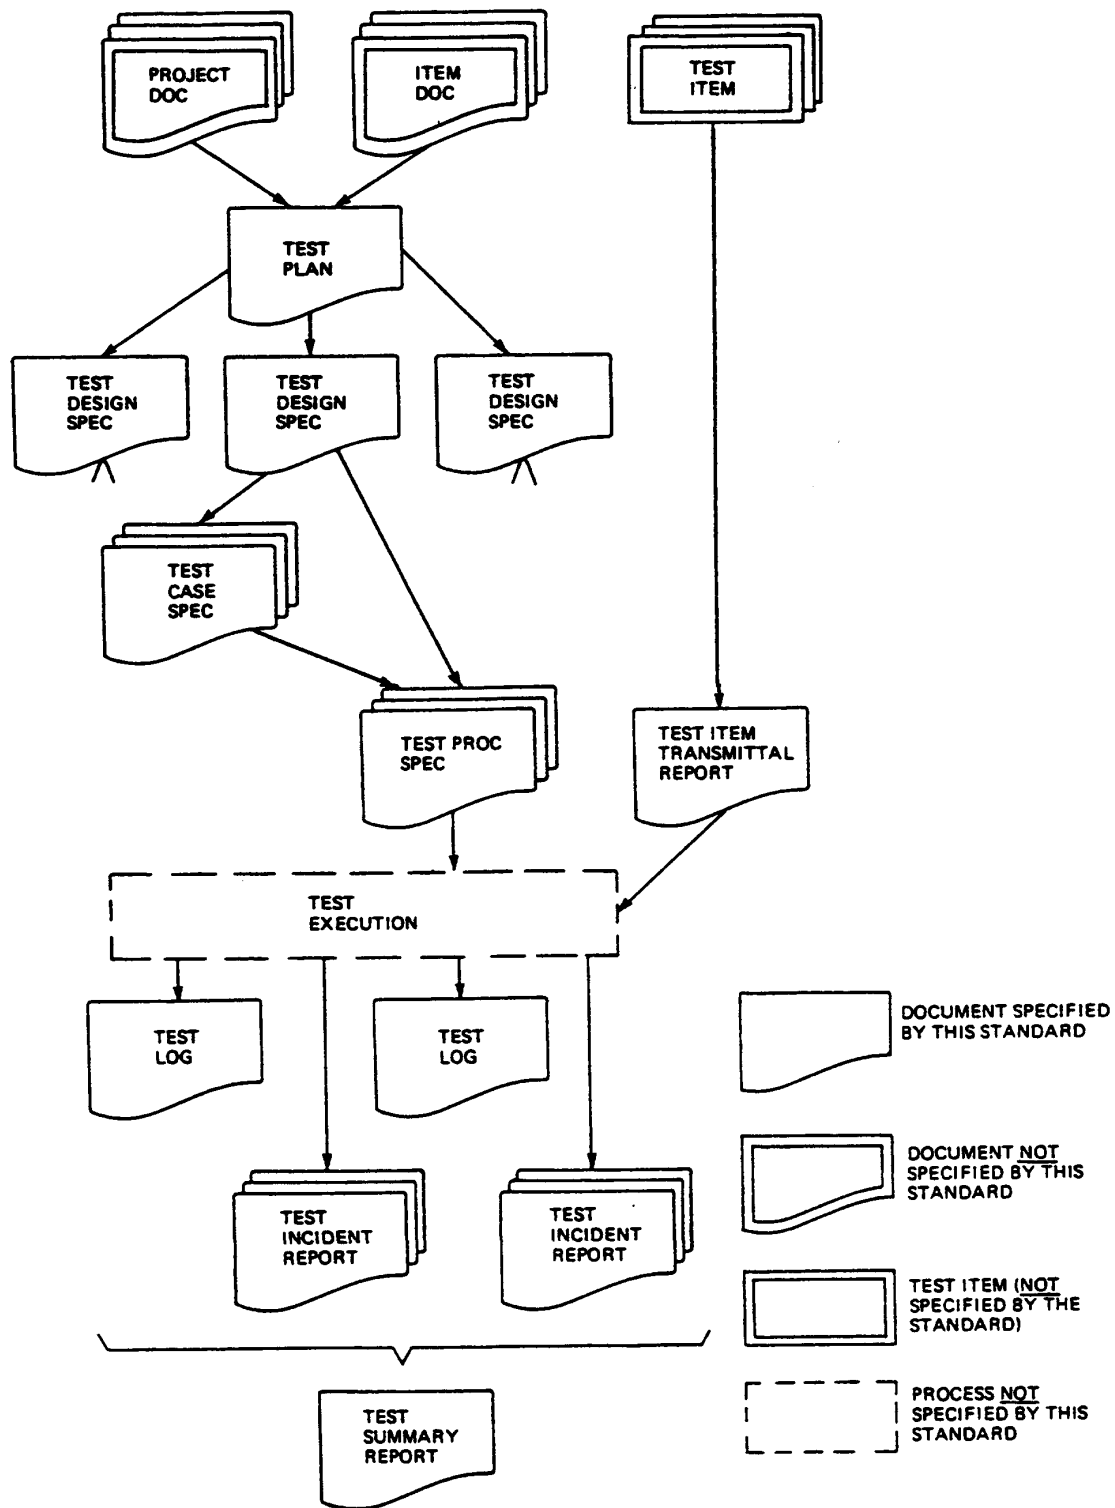 PROJECT
DOC
ITEM
DOC
TEST
ITEM
TEST
PLAN
TEST
DESIGN
SPEC
TEST
DESIGN
SPEC
TEST
DESIGN
SPEC
TEST
CASE
SPEC
TEST PROC
SPEC
TEST ITEM
TRANSMITTAL
REPORT
TEST
EXECUTION
TEST
LOG
TEST
LOG
TEST
INCIDENT
REPORT
TEST
INCIDENT
REPORT
TEST
SUMMARY
REPORT
DOCUMENT SPECIFIED
BY THIS STANDARD
DOCUMENT NOT
SPECIFIED BY THIS
STANDARD
TEST ITEM (NOT
SPECIFIED BY THE
STANDARD)
PROCESS NOT
SPECIFIED BY THIS
STANDARD